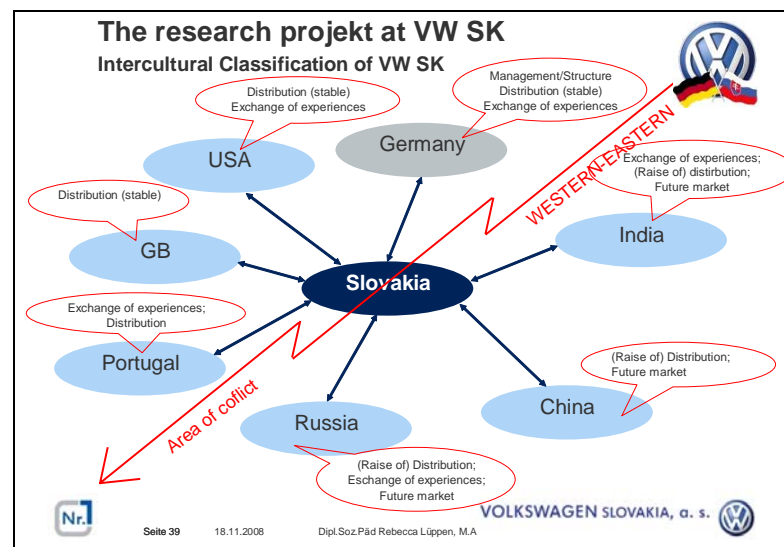 The research projekt at VW SK
Intercultural Classification of VW SK
Distribution (stable)
Exchange of experiences
USA
Management/Structure
Distribution (stable)
Exchange of experiences
Germany
WESTERN-EASTERN
Exchange of experiences;
(Raise of) distirbution;
Future market
India
Distribution (stable)
GB
Slovakia
Exchange of experiences;
Distribution
Portugal
Area of coflict
(Raise of) Distribution;
Future market
China
Russia
(Raise of) Distribution;
Eschange of experiences;
Future market
Nr.1
Seite 39 18.11.2008 Dipl.Soz.Päd Rebecca Lüppen, M.A
VOLKSWAGEN SLOVAKIA, a. s.